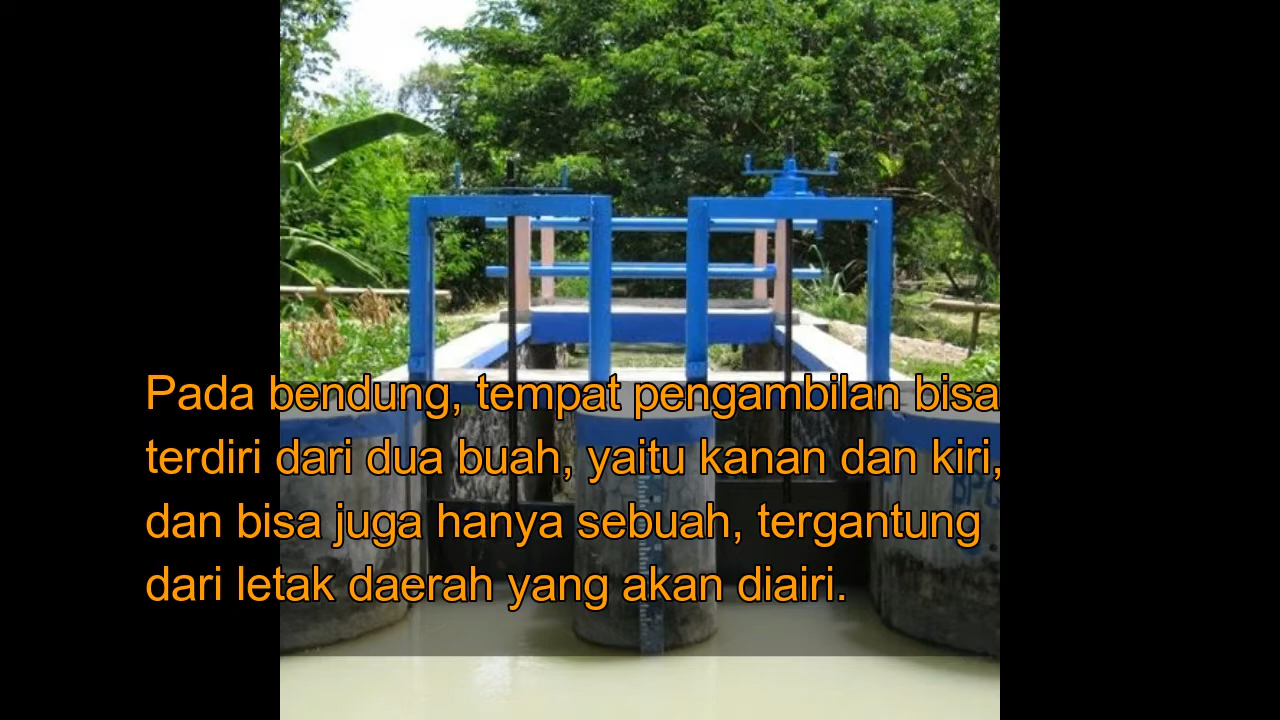 Pada bendung, tempat pengambilan bisa
terdiri dari dua buah, yaitu kanan dan kiri,
dan bisa juga hanya sebuah, tergantung
dari letak daerah yang akan diairi.